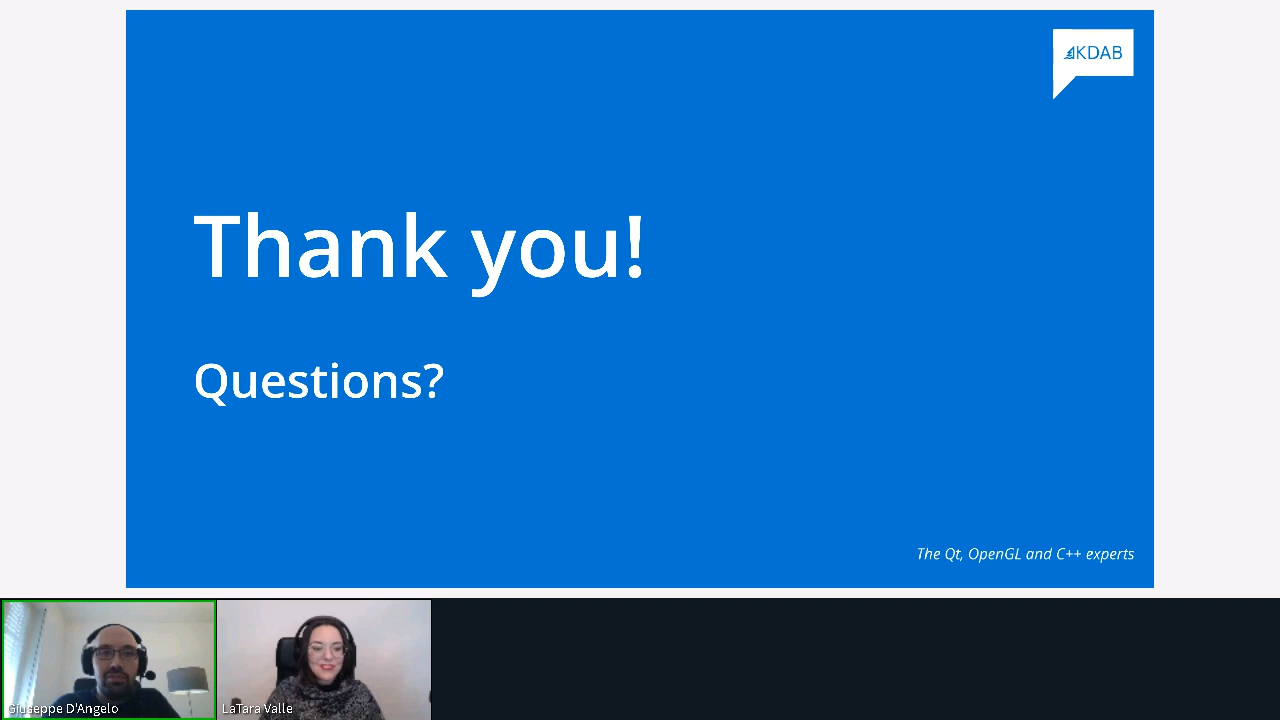 KDAB
Thank you!
Questions?
The Qt, OpenGL and C++ experts
Giuseppe D'Angelo
LaTara Valle